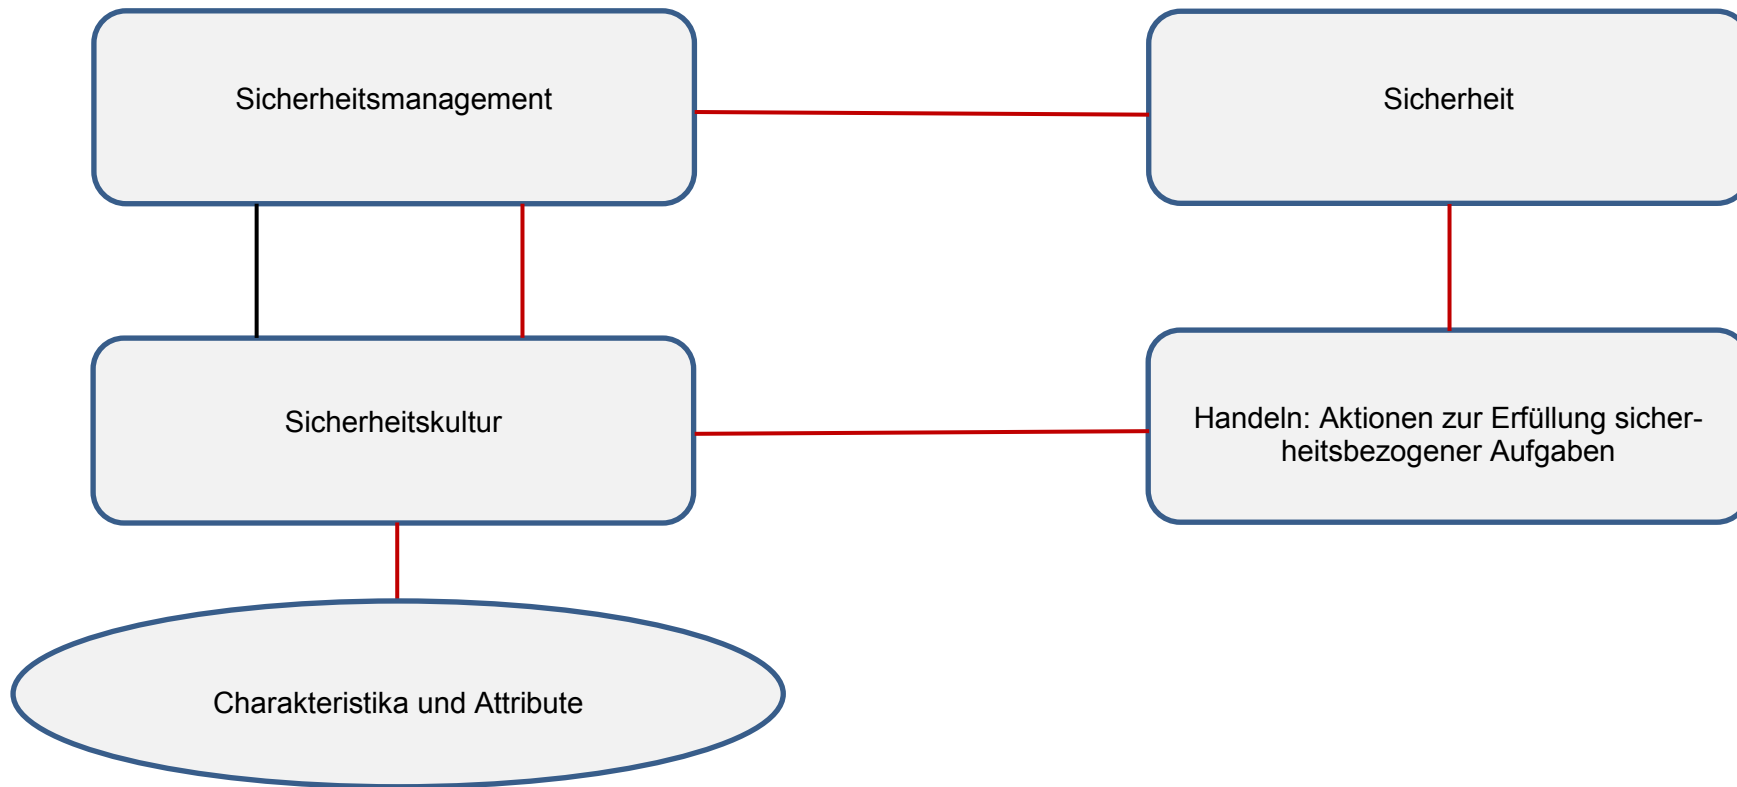 Sicherheitsmanagement
Sicherheit
Sicherheitskultur
Handeln: Aktionen zur Erfüllung sicher-
heitsbezogener Aufgaben
Charakteristika und Attribute